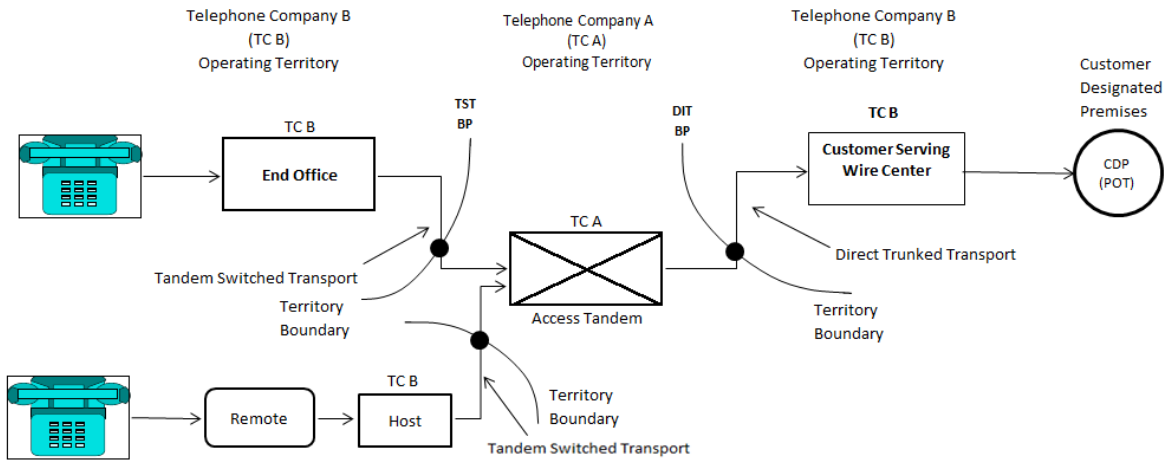 Telephone Company B
(TC B)
Operating Territory
Telephone Company A
(TC A)
Operating Territory
Telephone Company B
(TC B)
Operating Territory
Customer
Designated
Premises
TST
BP
DIT
BP
TC B
End Office
TC B
Customer Serving
Wire Center
CDP
(POT)
TC A
Access Tandem
Tandem Switched Transport
Direct Trunked Transport
Territory
Boundary
Territory
Boundary
TC B
Remote
Host
Territory
Boundary
Tandem Switched Transport